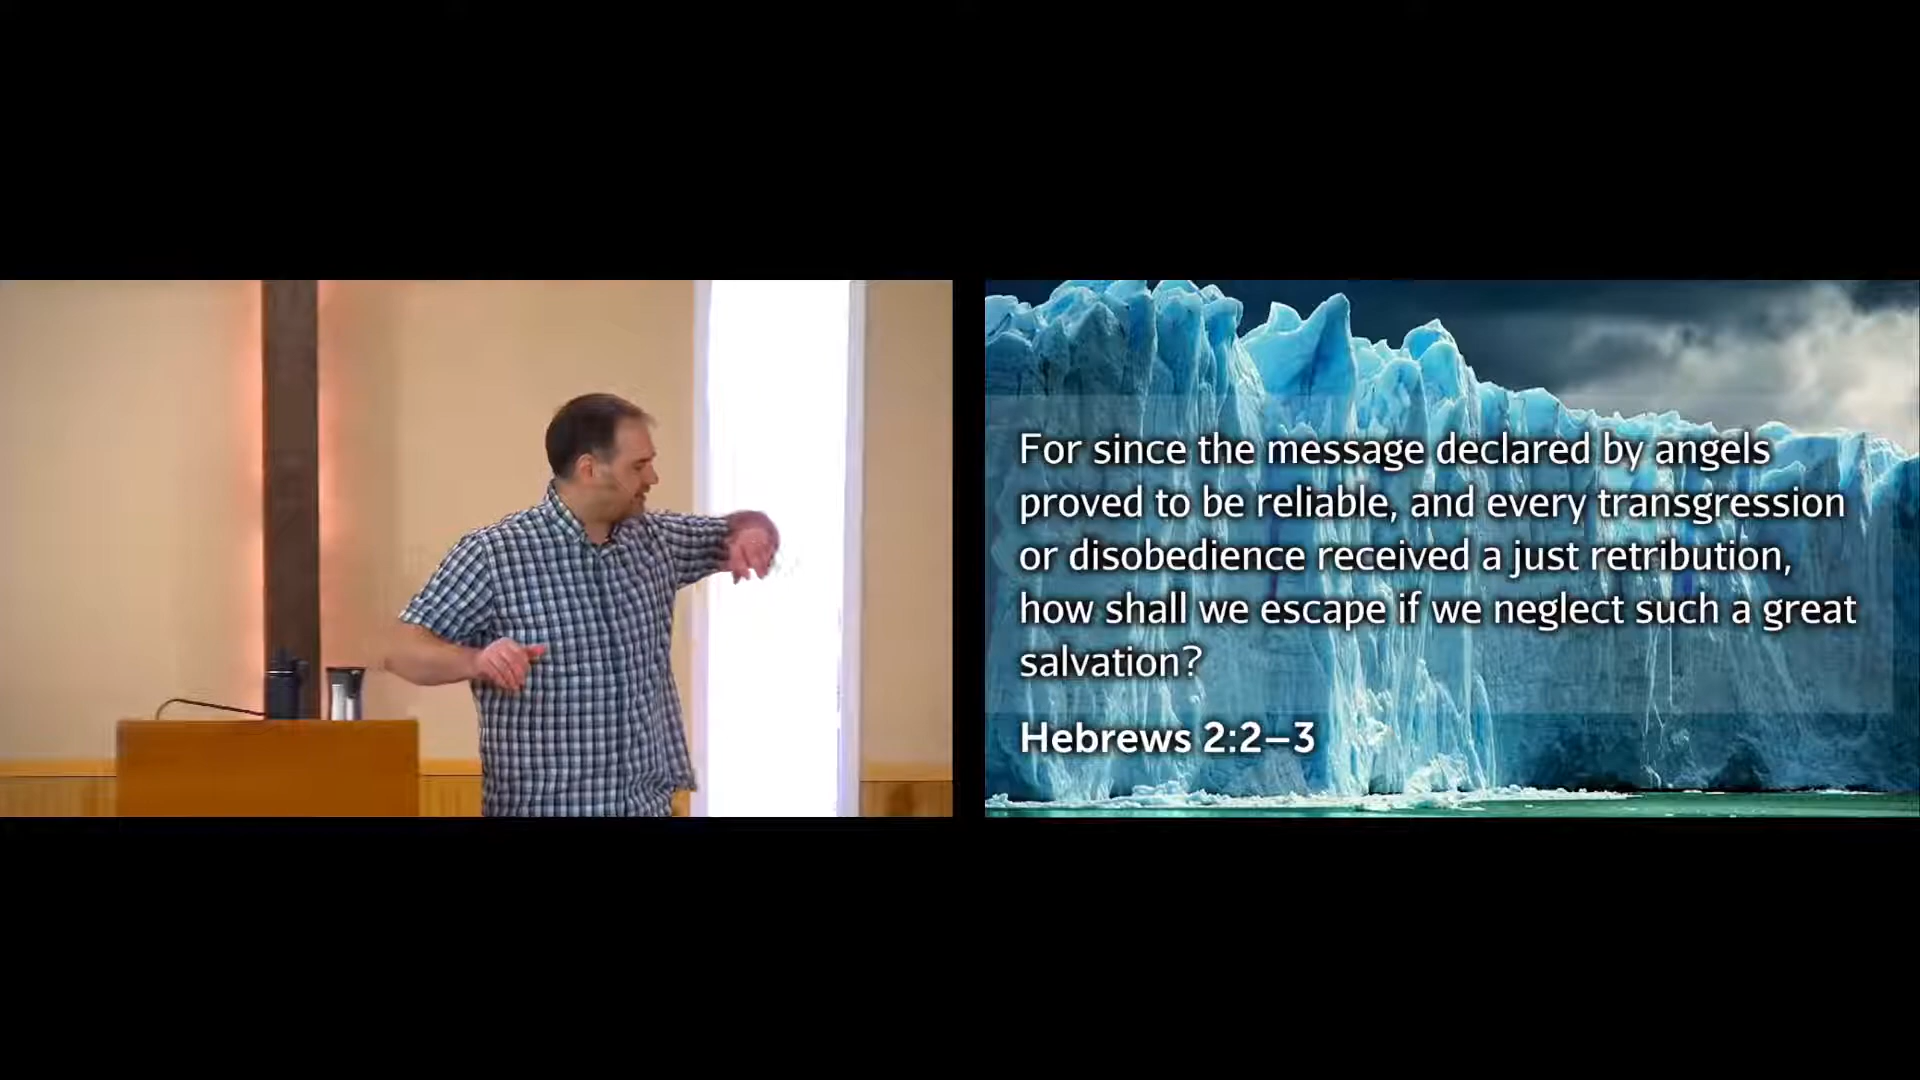 For since the message declared by angels
proved to be reliable, and every transgression
or disobedience received a just retribution,
how shall we escape if we neglect such a great
salvation?
Hebrews 2:2–3